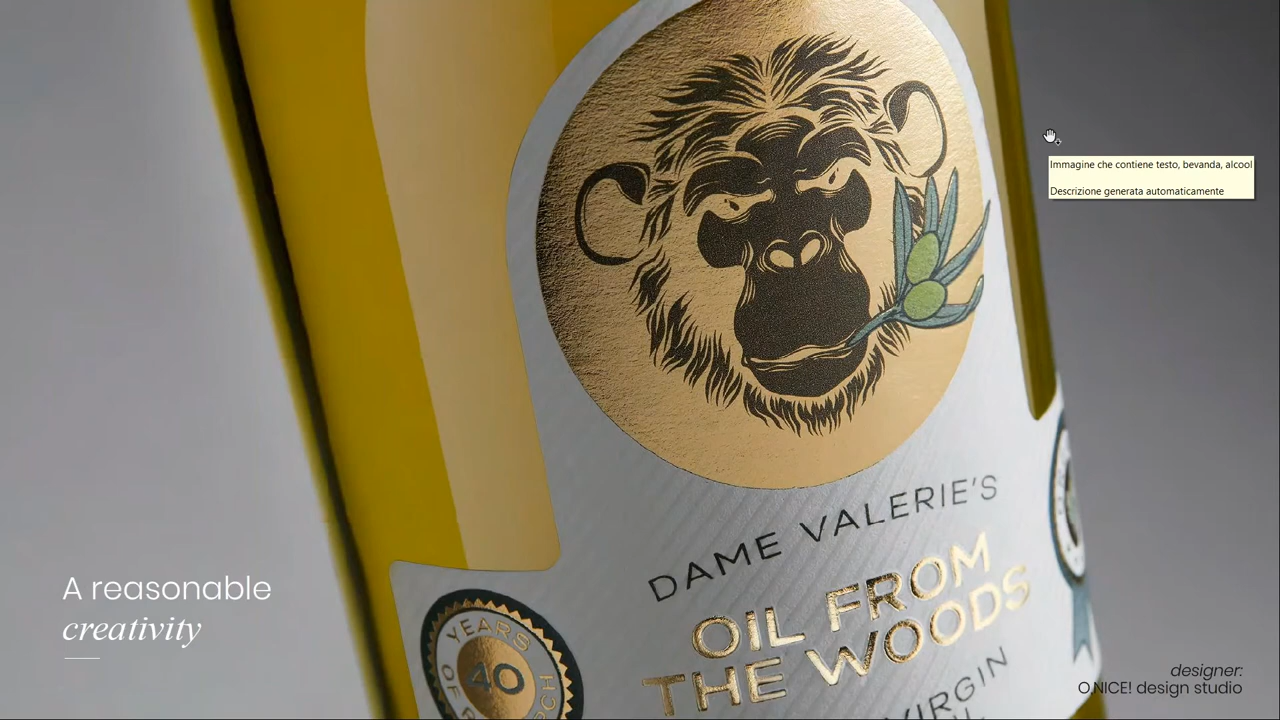 Immagine che contiene testo, bevanda, alcool
Descrizione generata automaticamente
DAME VALERIE'S
OIL FROM
THE WOODS
VIRGIN
YEARS
40
OF
A reasonable
creativity
designer:
O,NICE! design studio